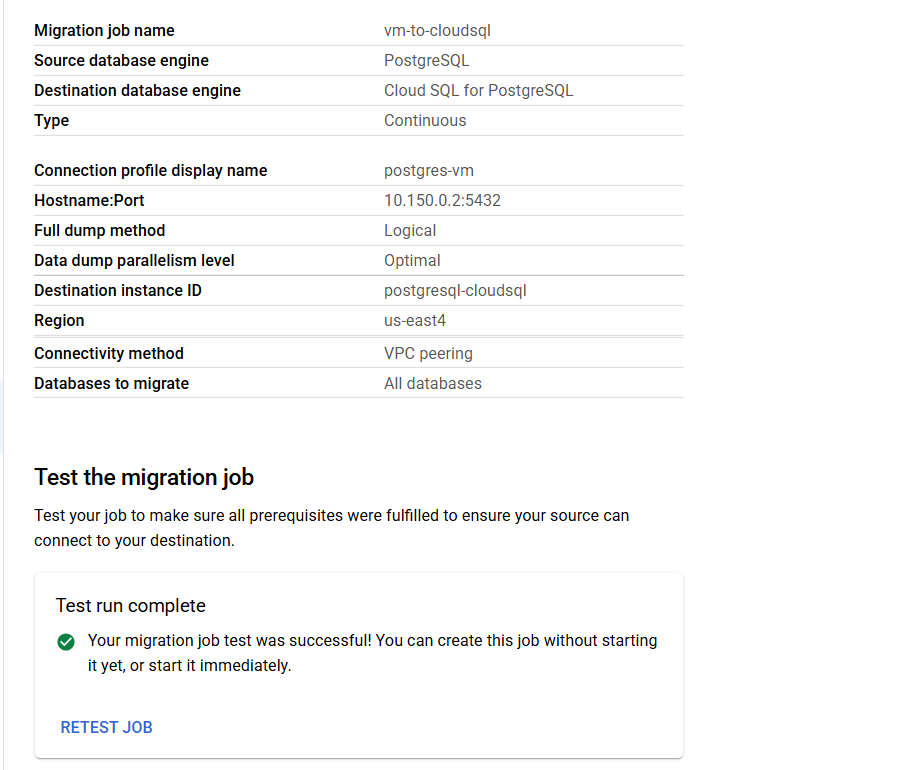 Migration job name vm-to-cloudsql
Source database engine PostgreSQL
Destination database engine Cloud SQL for PostgreSQL
Type Continuous
Connection profile display name postgres-vm
Hostname:Port 10.150.0.2:5432
Full dump method Logical
Data dump parallelism level Optimal
Destination instance ID postgresql-cloudsql
Region us-east4
Connectivity method VPC peering
Databases to migrate All databases
Test the migration job
Test your job to make sure all prerequisites were fulfilled to ensure your source can
connect to your destination.
Test run complete
Your migration job test was successful! You can create this job without starting
it yet, or start it immediately.
RETEST JOB